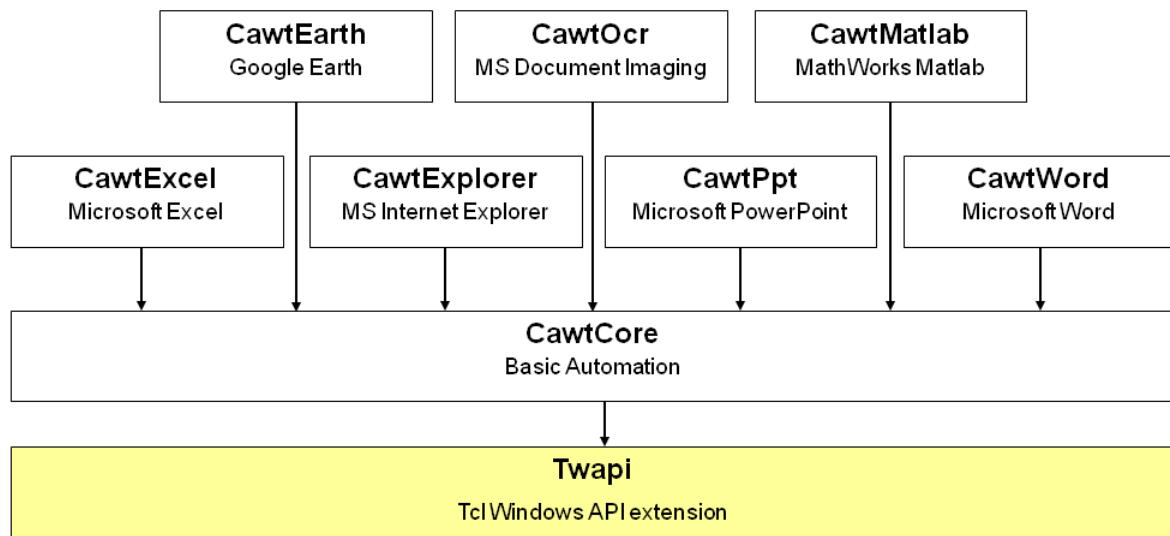 CawtEarth
Google Earth
CawtOcr
MS Document Imaging
CawtMatlab
MathWorks Matlab
CawtExcel
Microsoft Excel
CawtExplorer
MS Internet Explorer
CawtPpt
Microsoft PowerPoint
CawtWord
Microsoft Word
CawtCore
Basic Automation
Twapi
Tcl Windows API extension